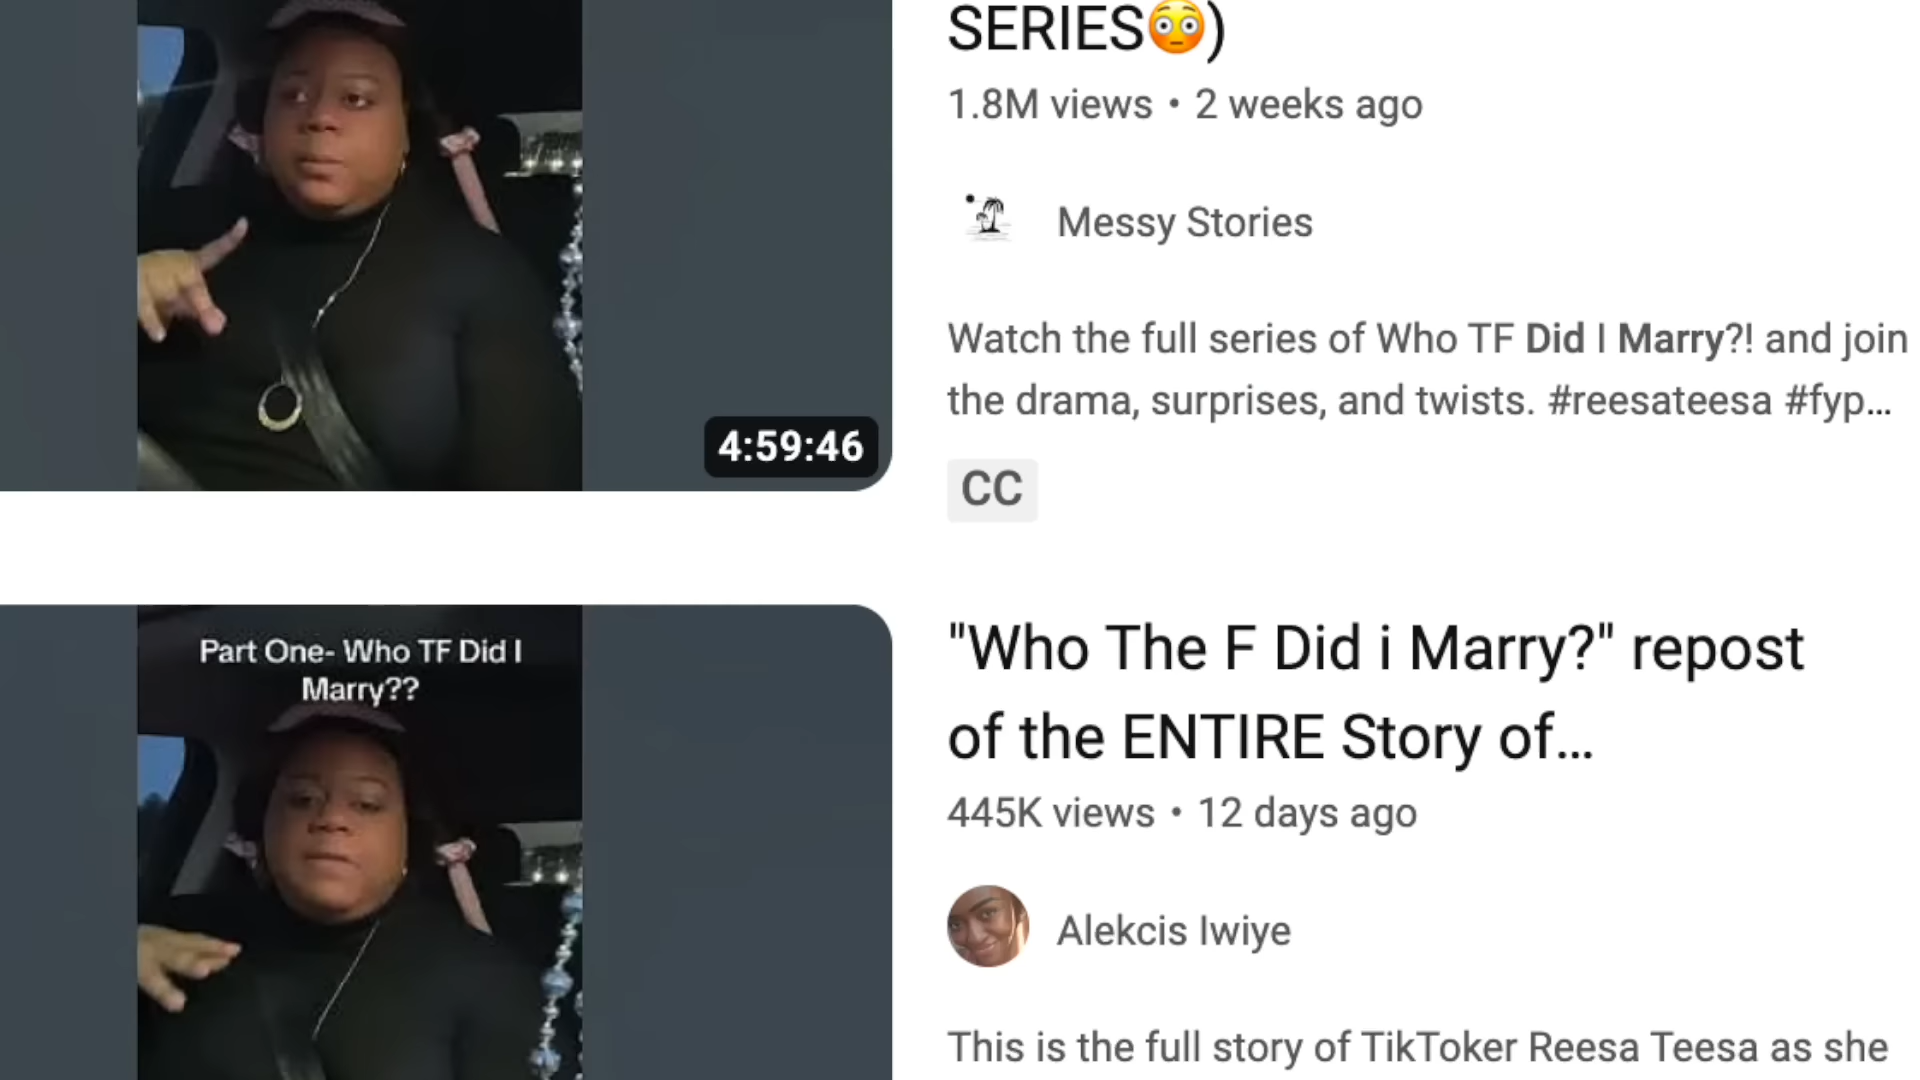 SERIES😳)
1.8M views • 2 weeks ago
Messy Stories
Watch the full series of Who TF Did I Marry?! and join
the drama, surprises, and twists. #reesateesa #fyp...
4:59:46
CC
Part One- Who TF Did I
Marry??
"Who The F Did i Marry?" repost
of the ENTIRE Story of...
445K views • 12 days ago
Alekcis Iwiye
This is the full story of TikToker Reesa Teesa as she